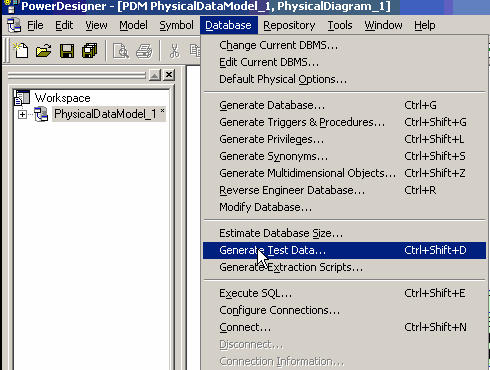 PowerDesigner - [PDM PhysicalDataModel_1, PhysicalDiagram_1]
File Edit View Model Symbol Database Repository Tools Window Help
Workspace
PhysicalDataModel_1 *
Change Current DBMS...
Edit Current DBMS...
Default Physical Options...
Generate Database... Ctrl+G
Generate Triggers & Procedures... Ctrl+Shift+G
Generate Privileges... Ctrl+Shift+L
Generate Synonyms... Ctrl+Shift+S
Generate Multidimensional Objects... Ctrl+Shift+Z
Reverse Engineer Database... Ctrl+R
Modify Database...
Estimate Database Size...
Generate Test Data... Ctrl+Shift+D
Generate Extraction Scripts...
Execute SQL... Ctrl+Shift+E
Configure Connections...
Connect... Ctrl+Shift+N
Disconnect...
Connection Information...